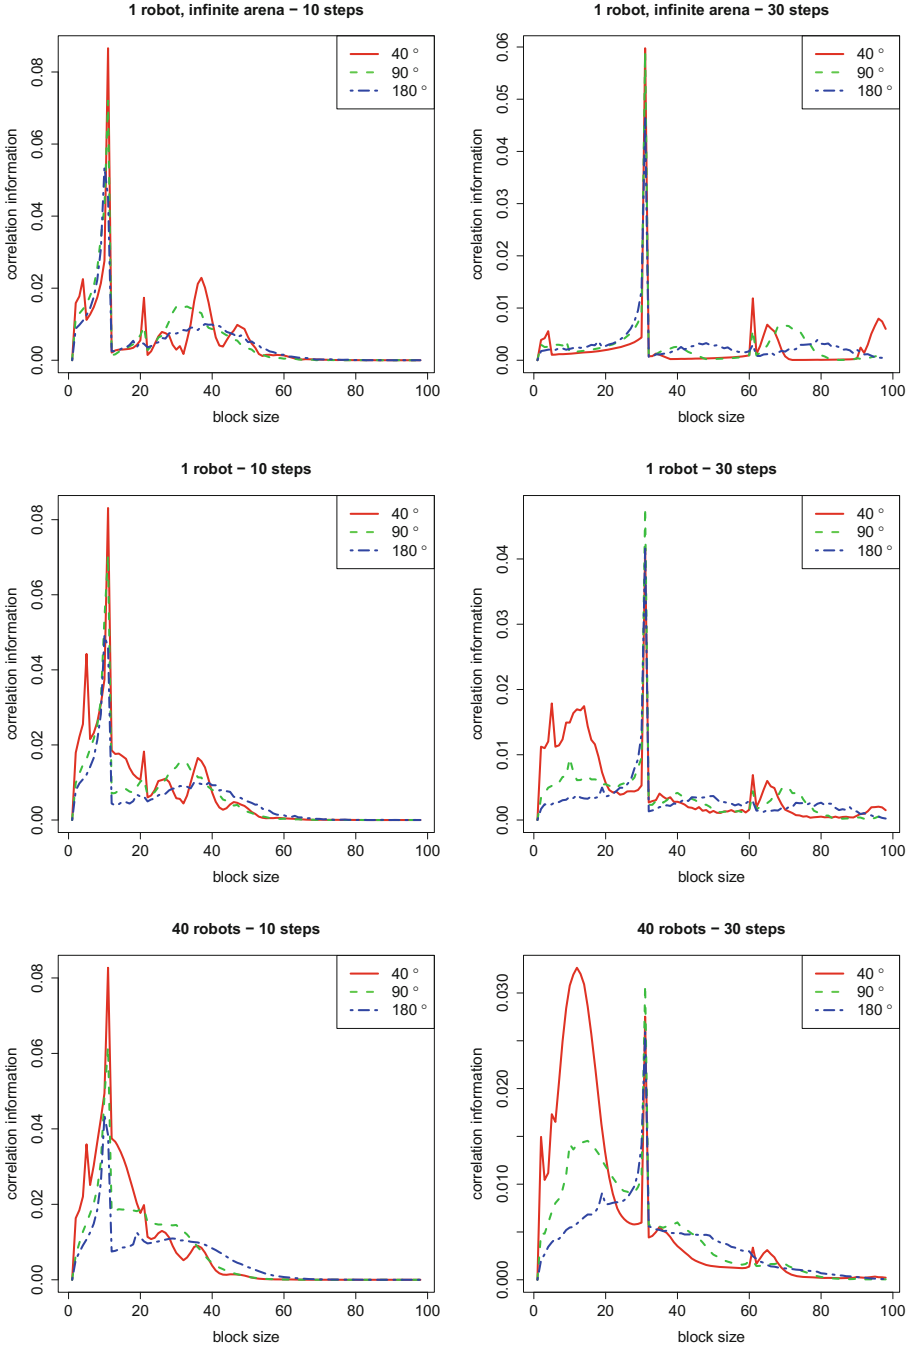 1 robot, infinite arena − 10 steps
correlation information
0.00 0.02 0.04 0.06 0.08
40 °
90 °
180 °
0 20 40 60 80 100
block size
1 robot, infinite arena − 30 steps
correlation information
0.00 0.01 0.02 0.03 0.04 0.05 0.06
40 °
90 °
180 °
0 20 40 60 80 100
block size
1 robot − 10 steps
correlation information
0.00 0.02 0.04 0.06 0.08
40 °
90 °
180 °
0 20 40 60 80 100
block size
1 robot − 30 steps
correlation information
0.00 0.01 0.02 0.03 0.04
40 °
90 °
180 °
0 20 40 60 80 100
block size
40 robots − 10 steps
correlation information
0.00 0.02 0.04 0.06 0.08
40 °
90 °
180 °
0 20 40 60 80 100
block size
40 robots − 30 steps
correlation information
0.000 0.010 0.020 0.030
40 °
90 °
180 °
0 20 40 60 80 100
block size